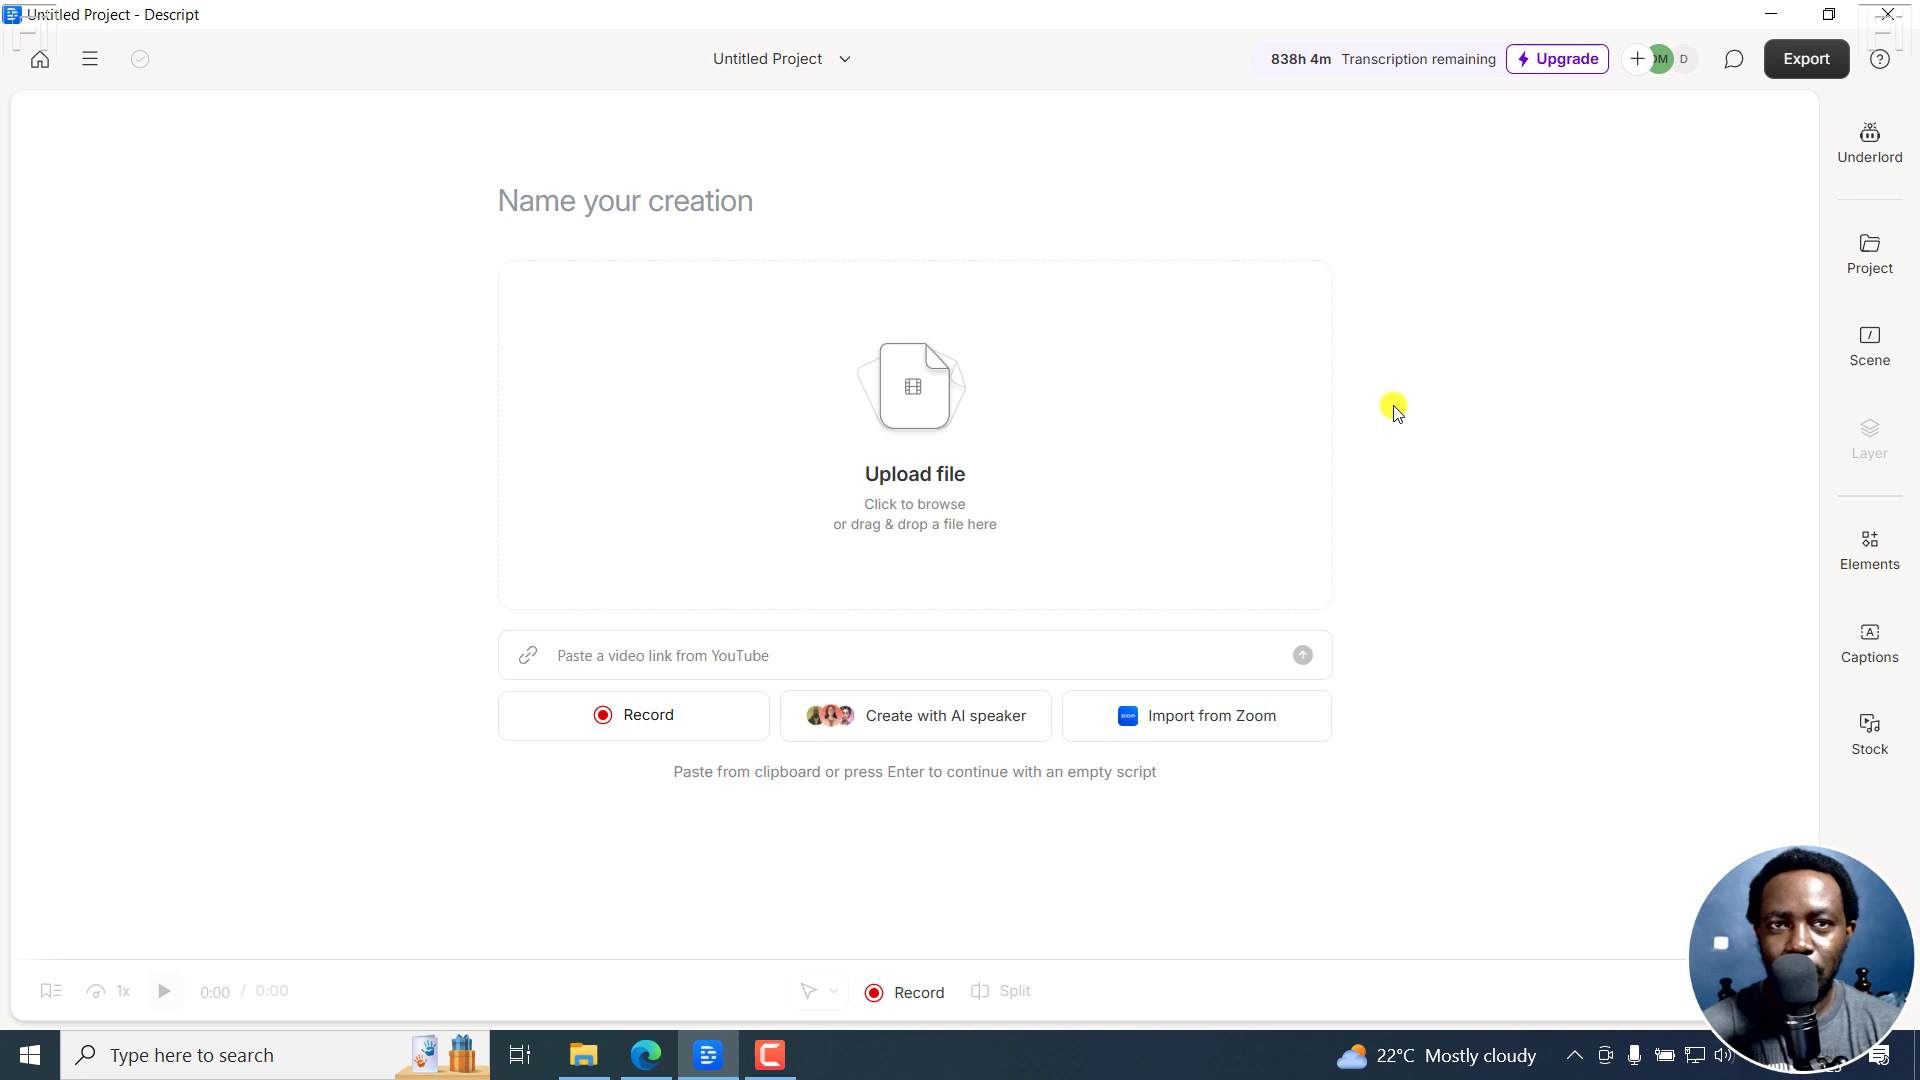 Untitled Project - Descript
Untitled Project
838h 4m Transcription remaining
Upgrade
DM
D
Export
Underlord
Project
Scene
Layer
Elements
Captions
Stock
Name your creation
Upload file
Click to browse
or drag & drop a file here
Paste a video link from YouTube
Record
Create with AI speaker
zoom
Import from Zoom
Paste from clipboard or press Enter to continue with an empty script
1x
0:00 / 0:00
Record
Split
Type here to search
22°C Mostly cloudy